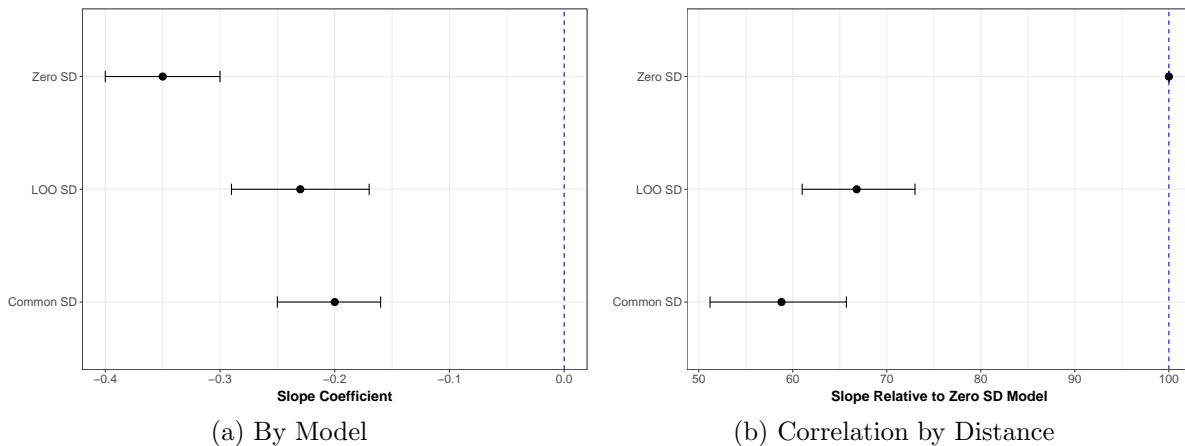 Zero SD
LOO SD
Common SD
−0.4 −0.3 −0.2 −0.1 0.0
Slope Coefficient
(a) By Model
Zero SD
LOO SD
Common SD
50 60 70 80 90 100
Slope Relative to Zero SD Model
(b) Correlation by Distance